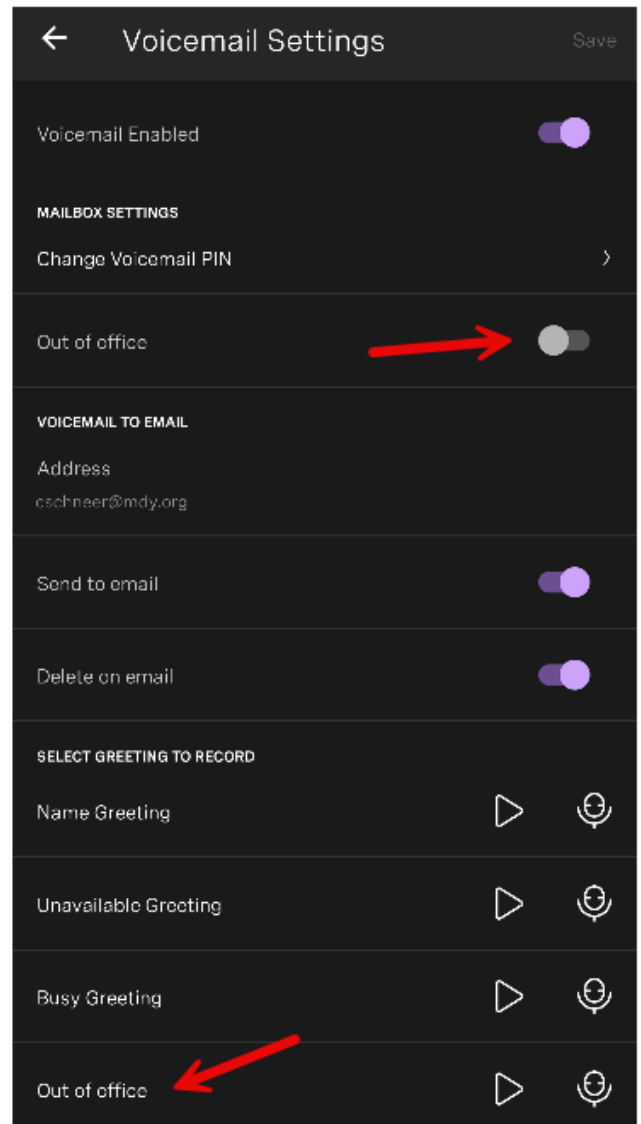 Voicemail Settings
Save
Voicemail Enabled
MAILBOX SETTINGS
Change Voicemail PIN
Out of office
VOICEMAIL TO EMAIL
Address
cschneer@mdy.org
Send to email
Delete on email
SELECT GREETING TO RECORD
Name Greeting
Unavailable Greeting
Busy Greeting
Out of office